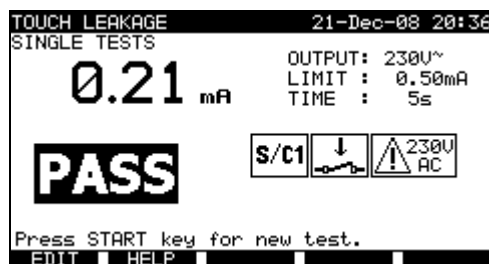 TOUCH LEAKAGE 21-Dec-08 20:36
SINGLE TESTS
OUTPUT: 230V~
0.21 mA
LIMIT : 0.50mA
TIME : 5s
PASS
S/C1
230V
AC
Press START key for new test.
EDIT HELP